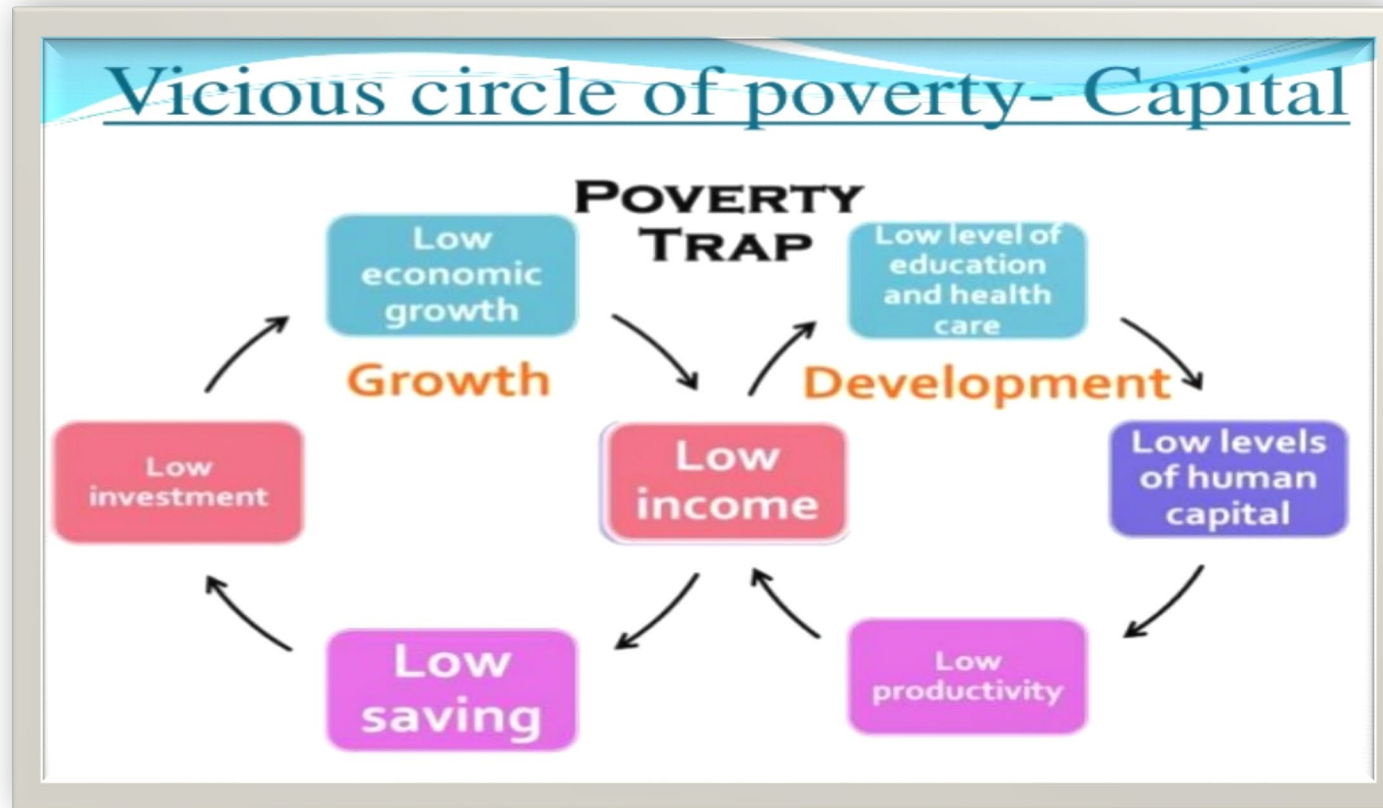 Vicious circle of poverty- Capital
POVERTY
TRAP
Low
economic
growth
Low level of
education
and health
care
Growth
Development
Low
investment
Low
income
Low levels
of human
capital
Low
saving
Low
productivity